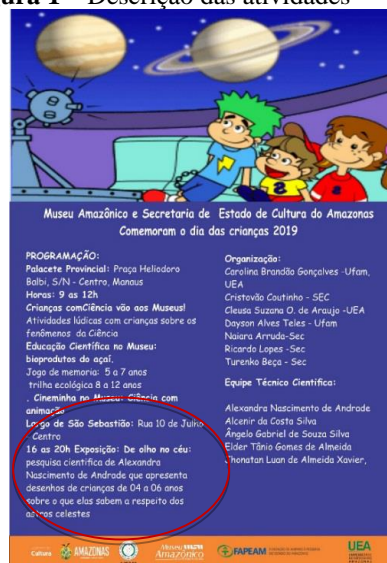 Descrição das atividades
Museu Amazônico e Secretaria de Estado de Cultura do Amazonas
Comemoram o dia das crianças 2019
PROGRAMAÇÃO:
Palacete Provincial: Praça Heliodoro
Balbi, S/N - Centro, Manaus
Horas: 9 as 12h
Crianças comCiência vão aos Museus!
Atividades lúdicas com crianças sobre os
fenômenos da Ciência
Educação Científica no Museu:
bioprodutos do açaí.
Jogo de memoria: 5 a 7 anos
trilha ecológica 8 a 12 anos
. Cineminha no Museu: Ciência com
animação
Largo de São Sebastião: Rua 10 de Julho
Centro
16 as 20h Exposição: De olho no céu:
pesquisa cientifica de Alexandra
Nascimento de Andrade que apresenta
desenhos de crianças de 04 a 06 anos
sobre o que elas sabem a respeito dos
astros celestes
Organização:
Carolina Brandão Gonçalves -Ufam,
UEA
Cristovão Coutinho - SEC
Cleusa Suzana O. de Araujo -UEA
Dayson Alves Teles - Ufam
Naiara Arruda-Sec
Ricardo Lopes -Sec
Turenko Beça - Sec
Equipe Técnico Cientifica:
Alexandra Nascimento de Andrade
Alcenir da Costa Silva
Ângelo Gabriel de Souza Silva
Elder Tânio Gomes de Almeida
Jhonatan Luan de Almeida Xavier,
Cultura
AMAZONAS
Museu
Amazônico
FAPEAM
UEA